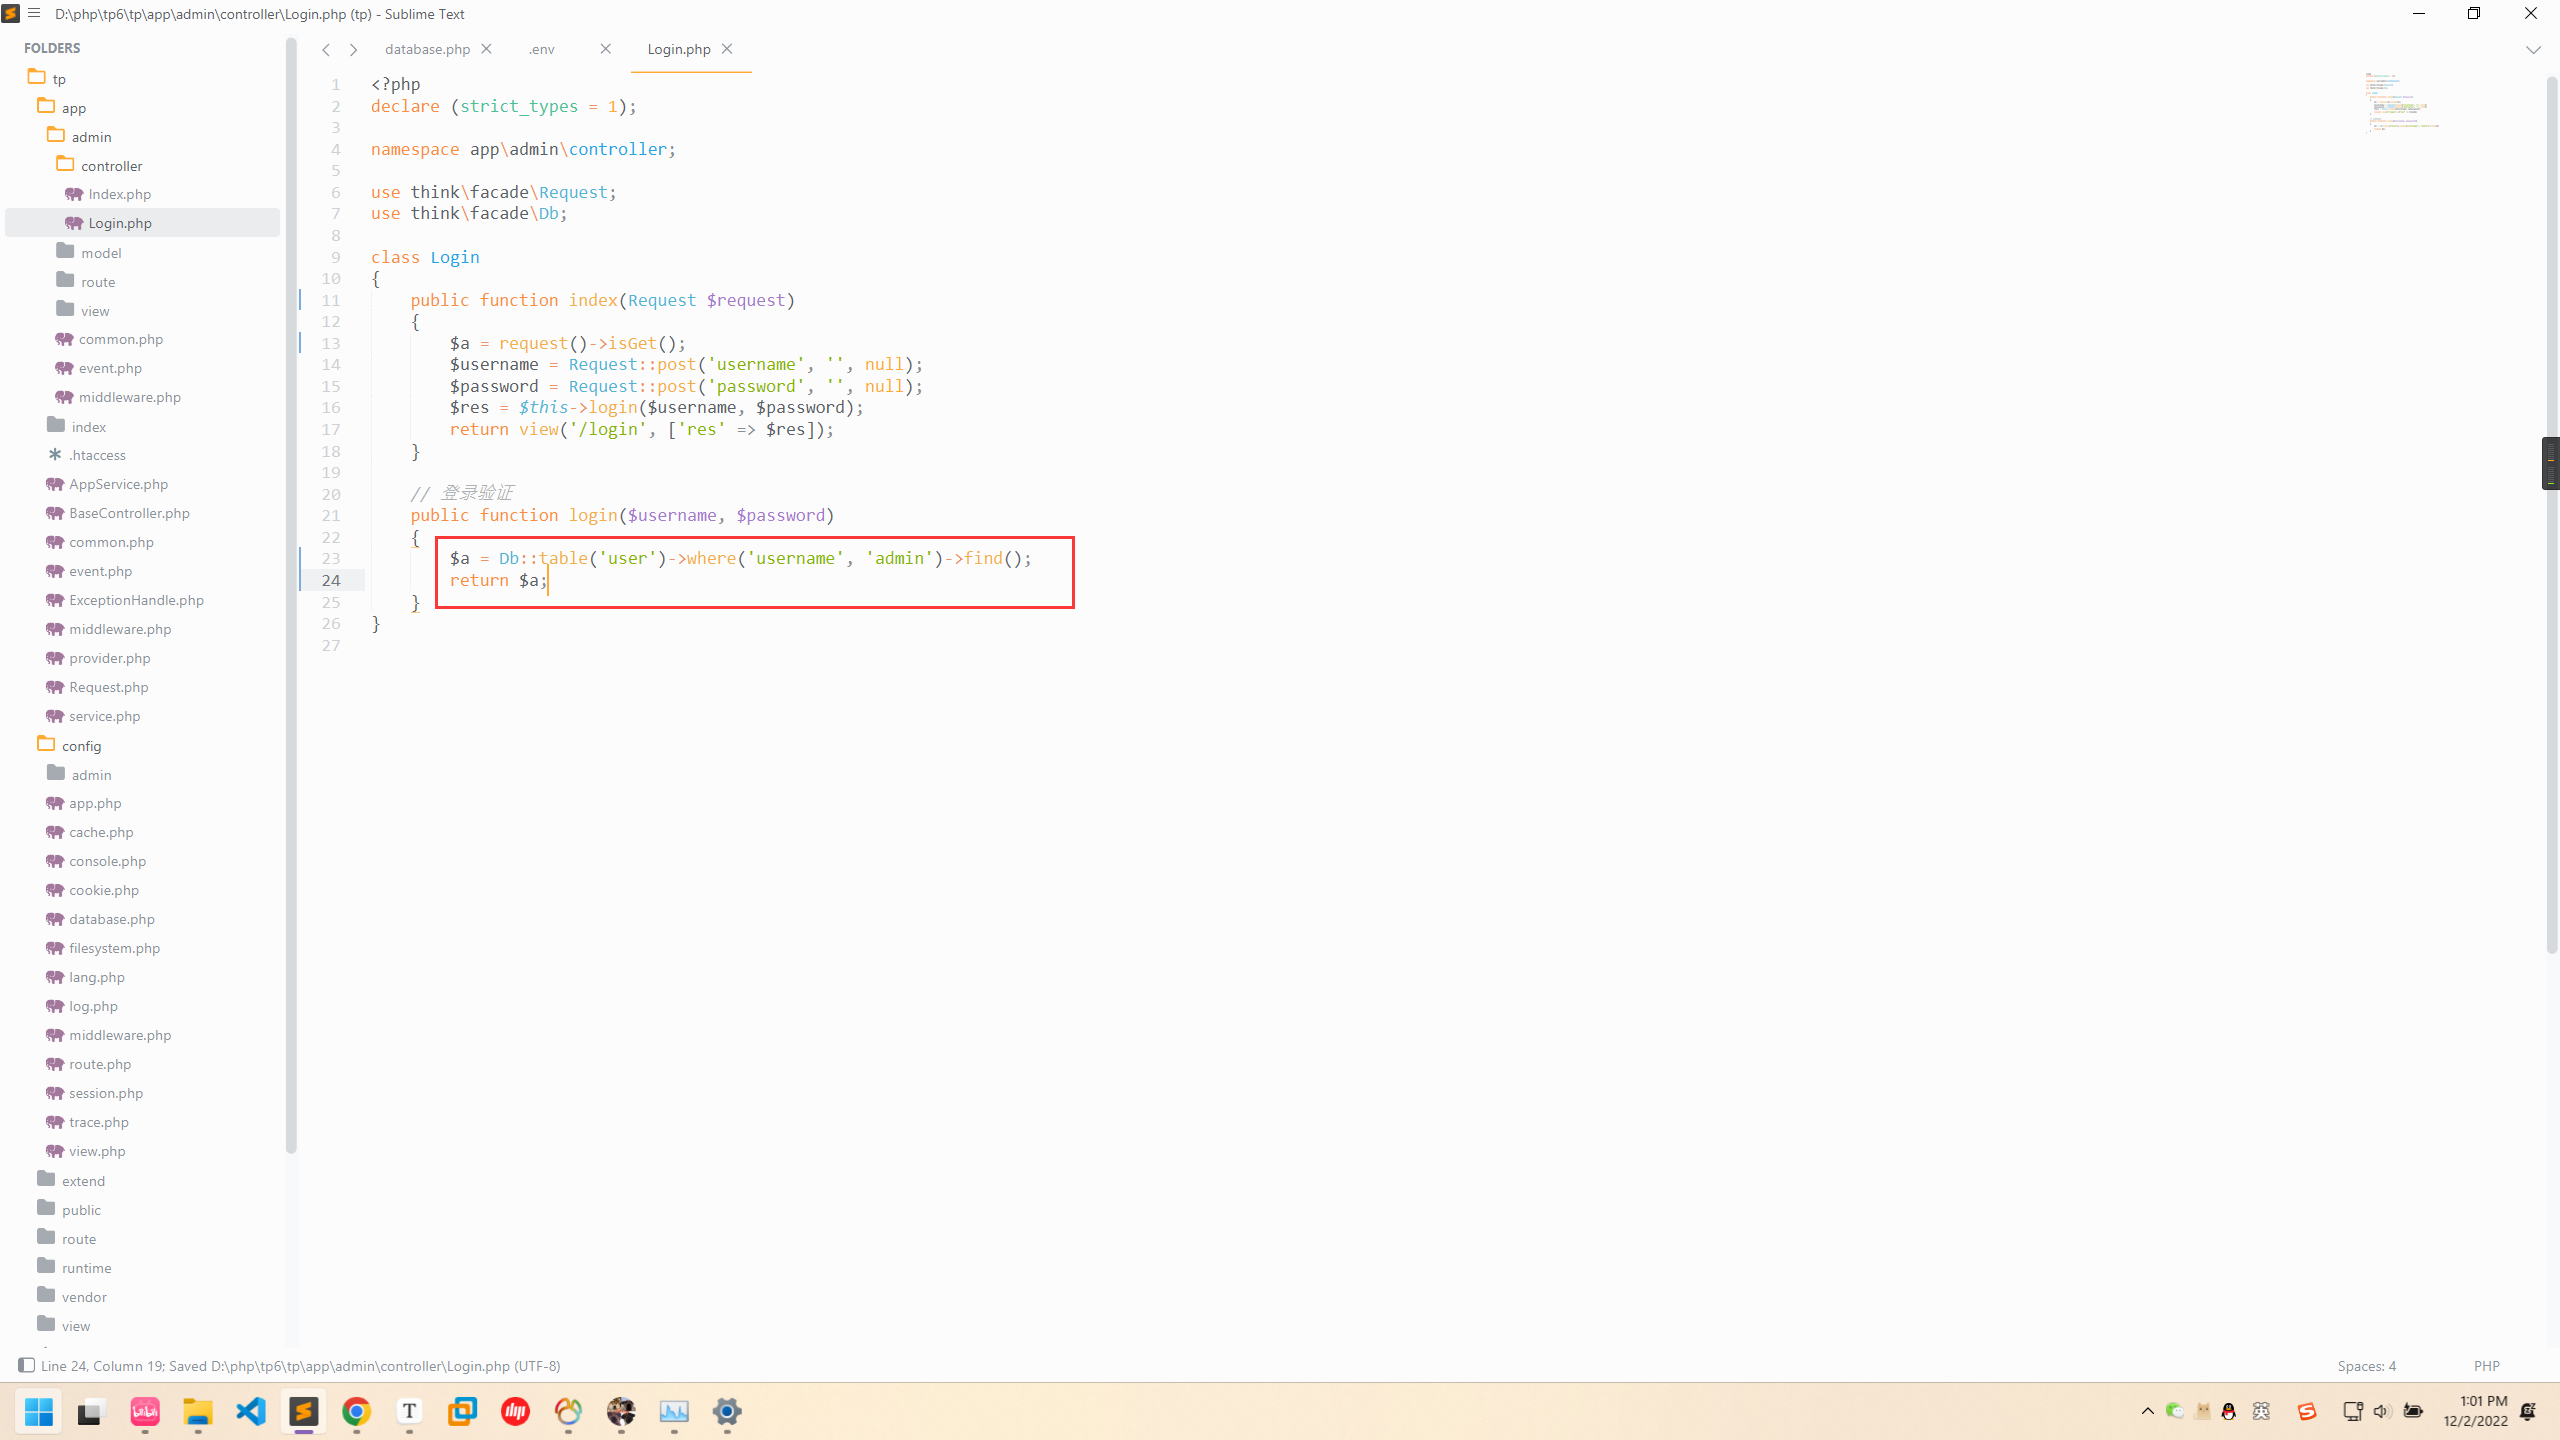 D:\php\tp6\tp\app\admin\controller\Login.php (tp) - Sublime Text
FOLDERS
tp
app
admin
controller
Index.php
Login.php
model
route
view
common.php
event.php
middleware.php
index
.htaccess
AppService.php
BaseController.php
common.php
event.php
ExceptionHandle.php
middleware.php
provider.php
Request.php
service.php
config
admin
app.php
cache.php
console.php
cookie.php
database.php
filesystem.php
lang.php
log.php
middleware.php
route.php
session.php
trace.php
view.php
extend
public
route
runtime
vendor
view
database.php
.env
Login.php
1 <?php
2 declare (strict_types = 1);
3
4 namespace app\admin\controller;
5
6 use think\facade\Request;
7 use think\facade\Db;
8
9 class Login
10 {
11 public function index(Request $request)
12 {
13 $a = request()->isGet();
14 $username = Request::post('username', '', null);
15 $password = Request::post('password', '', null);
16 $res = $this->login($username, $password);
17 return view('/login', ['res' => $res]);
18 }
19
20 // 登录验证
21 public function login($username, $password)
22 {
23 $a = Db::table('user')->where('username', 'admin')->find();
24 return $a;
25 }
26 }
27
Line 24, Column 19; Saved D:\php\tp6\tp\app\admin\controller\Login.php (UTF-8)
Spaces: 4
PHP
bilibili
T
php
英
1:01 PM
12/2/2022